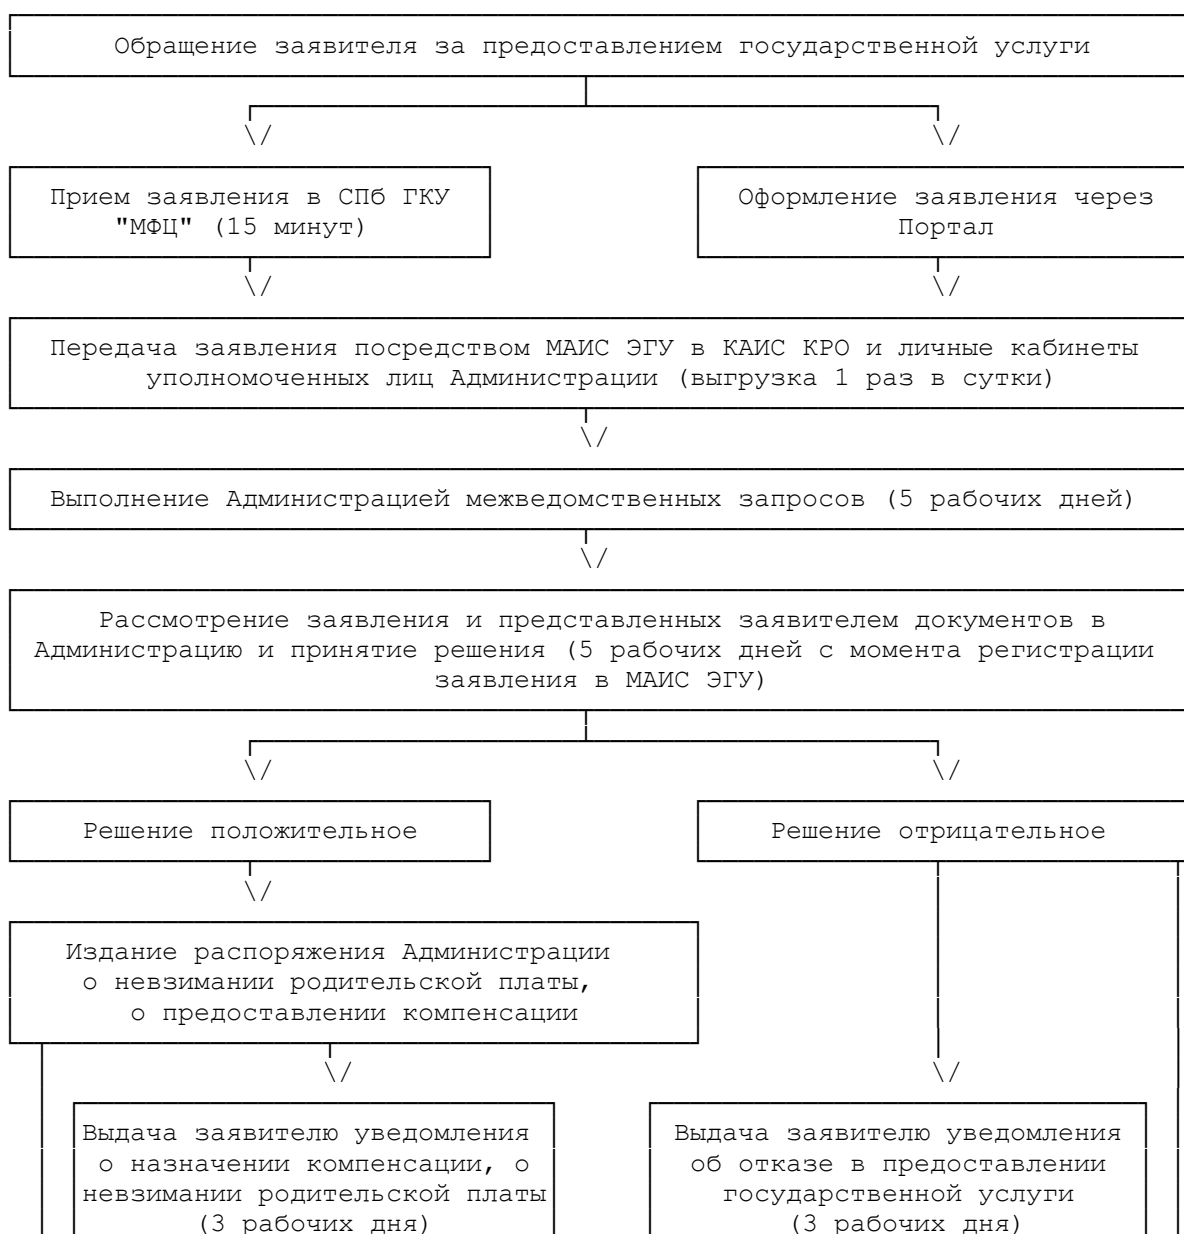 Обращение заявителя за предоставлением государственной услуги
Прием заявления в СПб ГКУ
"МФЦ" (15 минут)
Оформление заявления через
Портал
Передача заявления посредством МАИС ЭГУ в КАИС КРО и личные кабинеты
уполномоченных лиц Администрации (выгрузка 1 раз в сутки)
Выполнение Администрацией межведомственных запросов (5 рабочих дней)
Рассмотрение заявления и представленных заявителем документов в
Администрацию и принятие решения (5 рабочих дней с момента регистрации
заявления в МАИС ЭГУ)
Решение положительное
Решение отрицательное
Издание распоряжения Администрации
о невзимании родительской платы,
о предоставлении компенсации
Выдача заявителю уведомления
о назначении компенсации, о
невзимании родительской платы
(3 рабочих дня)
Выдача заявителю уведомления
об отказе в предоставлении
государственной услуги
(3 рабочих дня)